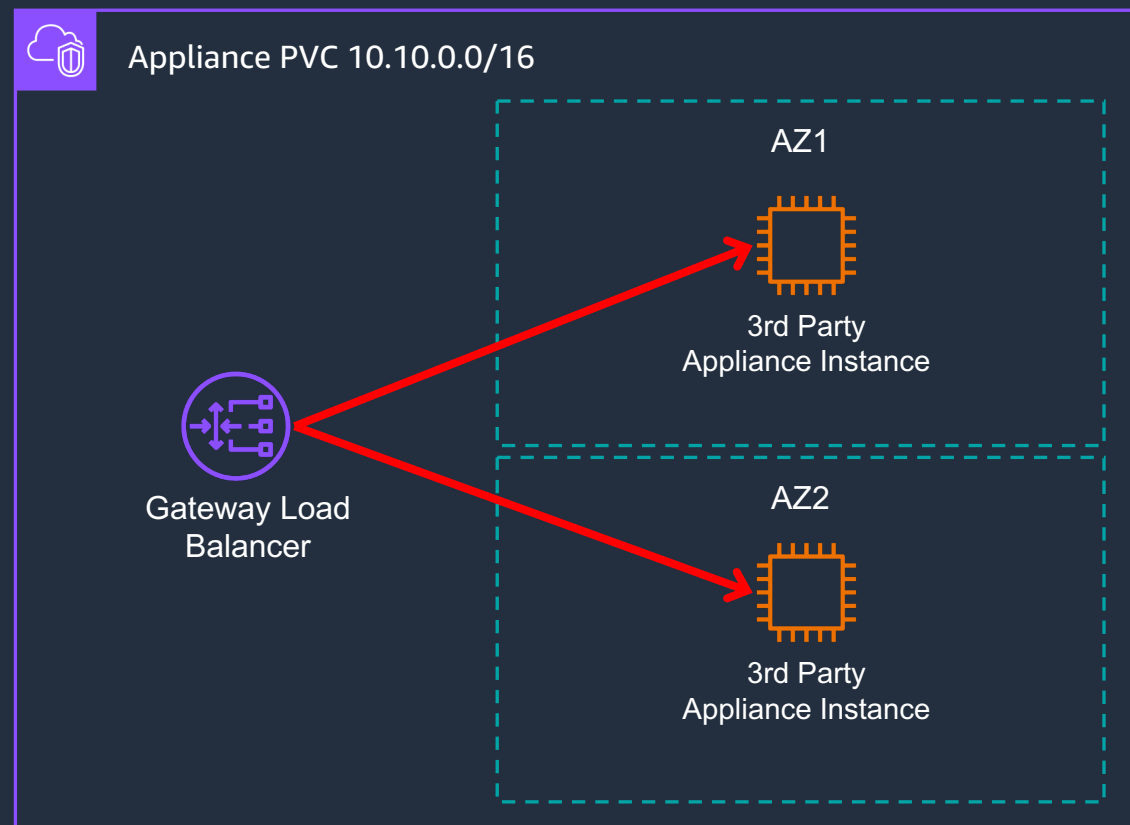 Appliance PVC 10.10.0.0/16
AZ1
3rd Party
Appliance Instance
Gateway Load
Balancer
AZ2
3rd Party
Appliance Instance